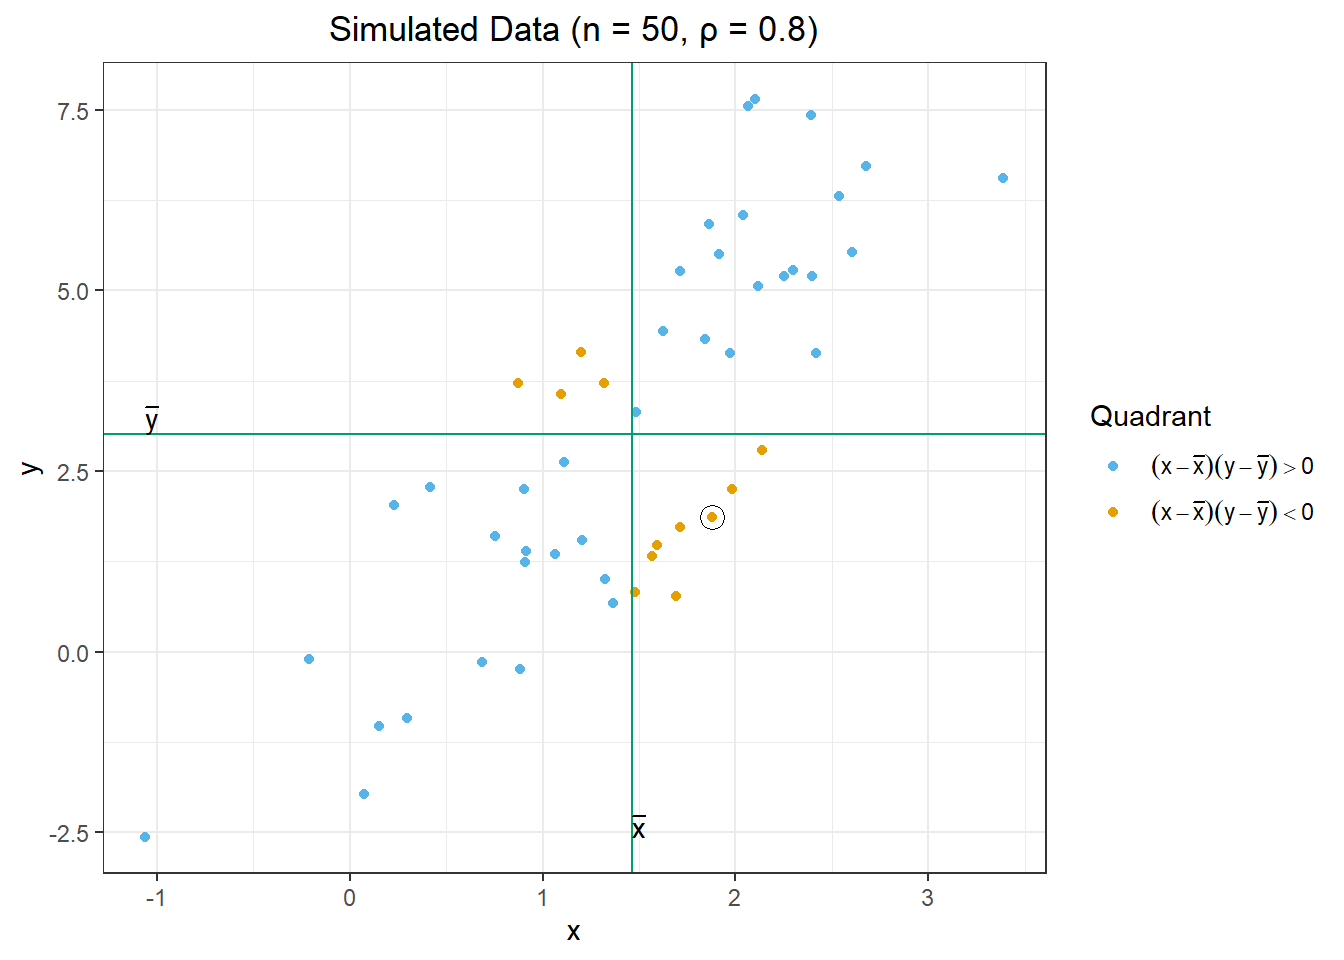 Simulated Data (n = 50, ρ = 0.8)
7.5
5.0
2.5
0.0
-2.5
y
y̅
x̅
-1
0
1
2
3
x
Quadrant
(x − x̅)(y − y̅) > 0
(x − x̅)(y − y̅) < 0